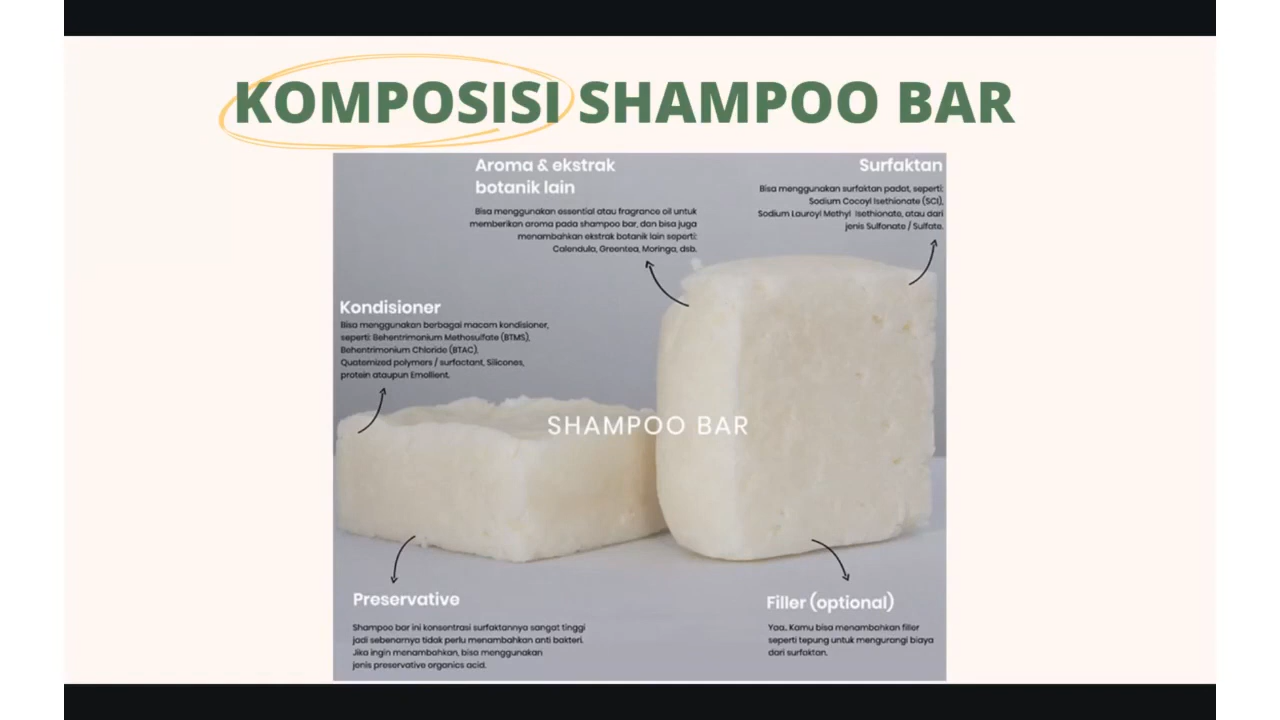 KOMPOSISI SHAMPOO BAR
Aroma & ekstrak
botanik lain
Bisa menggunakan essential atau fragrance oil untuk
memberikan aroma pada shampoo bar, dan bisa juga
menambahkan ekstrak botanik lain seperti:
Calendula, Greentea, Moringa, dsb.
Surfaktan
Bisa menggunakan surfaktan padat, seperti:
Sodium Cocoyl Isethionate (SCI),
Sodium Lauroyl Methyl Isethionate, atau dari
jenis Sulfonate / Sulfate.
Kondisioner
Bisa menggunakan berbagai macam kondisioner,
seperti: Behentrimonium Methosulfate (BTMS),
Behentrimonium Chloride (BTAC),
Quaternized polymers / surfactant, Silicones,
protein ataupun Emollient.
SHAMPOO BAR
Preservative
Shampoo bar ini konsentrasi surfaktannya sangat tinggi
jadi sebenarnya tidak perlu menambahkan anti bakteri.
Jika ingin menambahkan, bisa menggunakan
jenis preservative organics acid.
Filler (optional)
Yaa, Kamu bisa menambahkan filler
seperti tepung untuk mengurangi biaya
dari surfaktan.